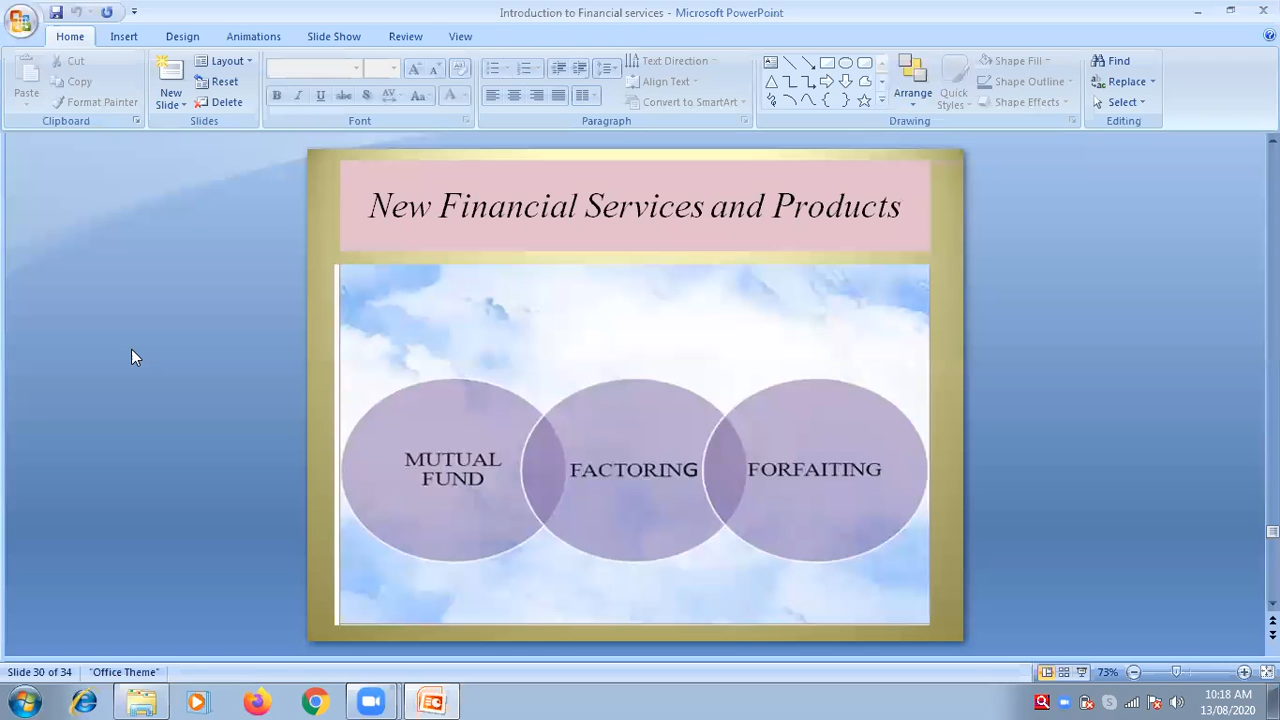 Introduction to Financial services - Microsoft PowerPoint
Home Insert Design Animations Slide Show Review View
Paste
Cut
Copy
Format Painter
Clipboard
New
Slide
Layout
Reset
Delete
Slides
B I U abc S AV Aa A
Font
Text Direction
Align Text
Convert to SmartArt
Paragraph
Arrange
Quick
Styles
Shape Fill
Shape Outline
Shape Effects
Drawing
Find
Replace
Select
Editing
New Financial Services and Products
MUTUAL
FUND
FACTORING
FORFAITING
Slide 30 of 34 "Office Theme" 73%
10:18 AM
13/08/2020